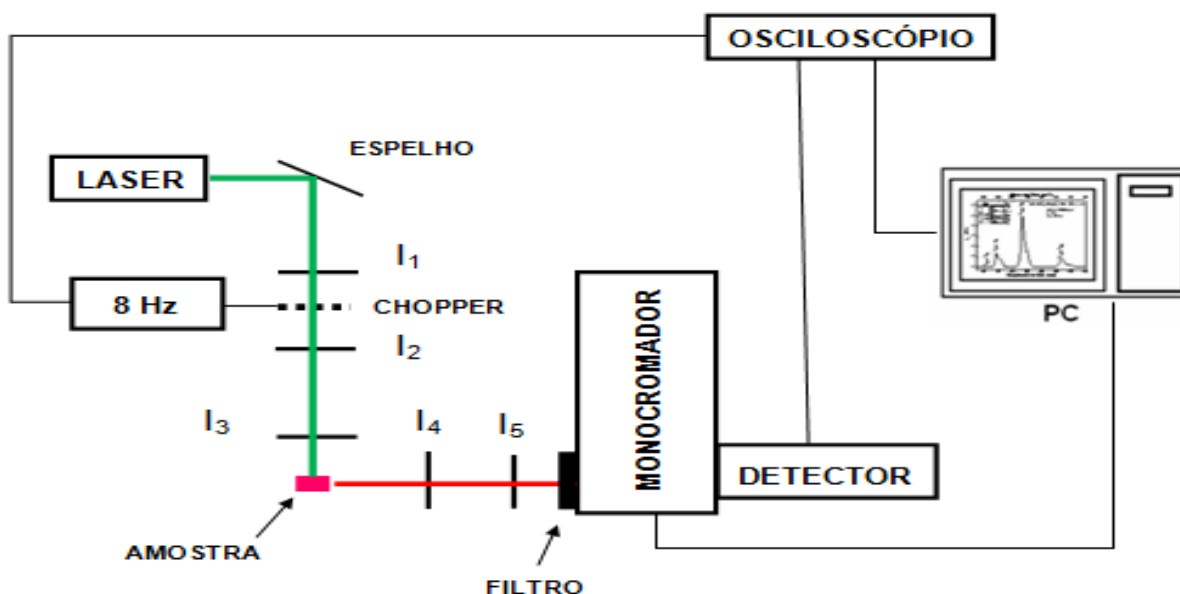 OSCILOSCÓPIO
ESPELHO
LASER
I₁
8 Hz
CHOPPER
I₂
PC
MONOCROMADOR
I₃
I₄
I₅
DETECTOR
AMOSTRA
FILTRO